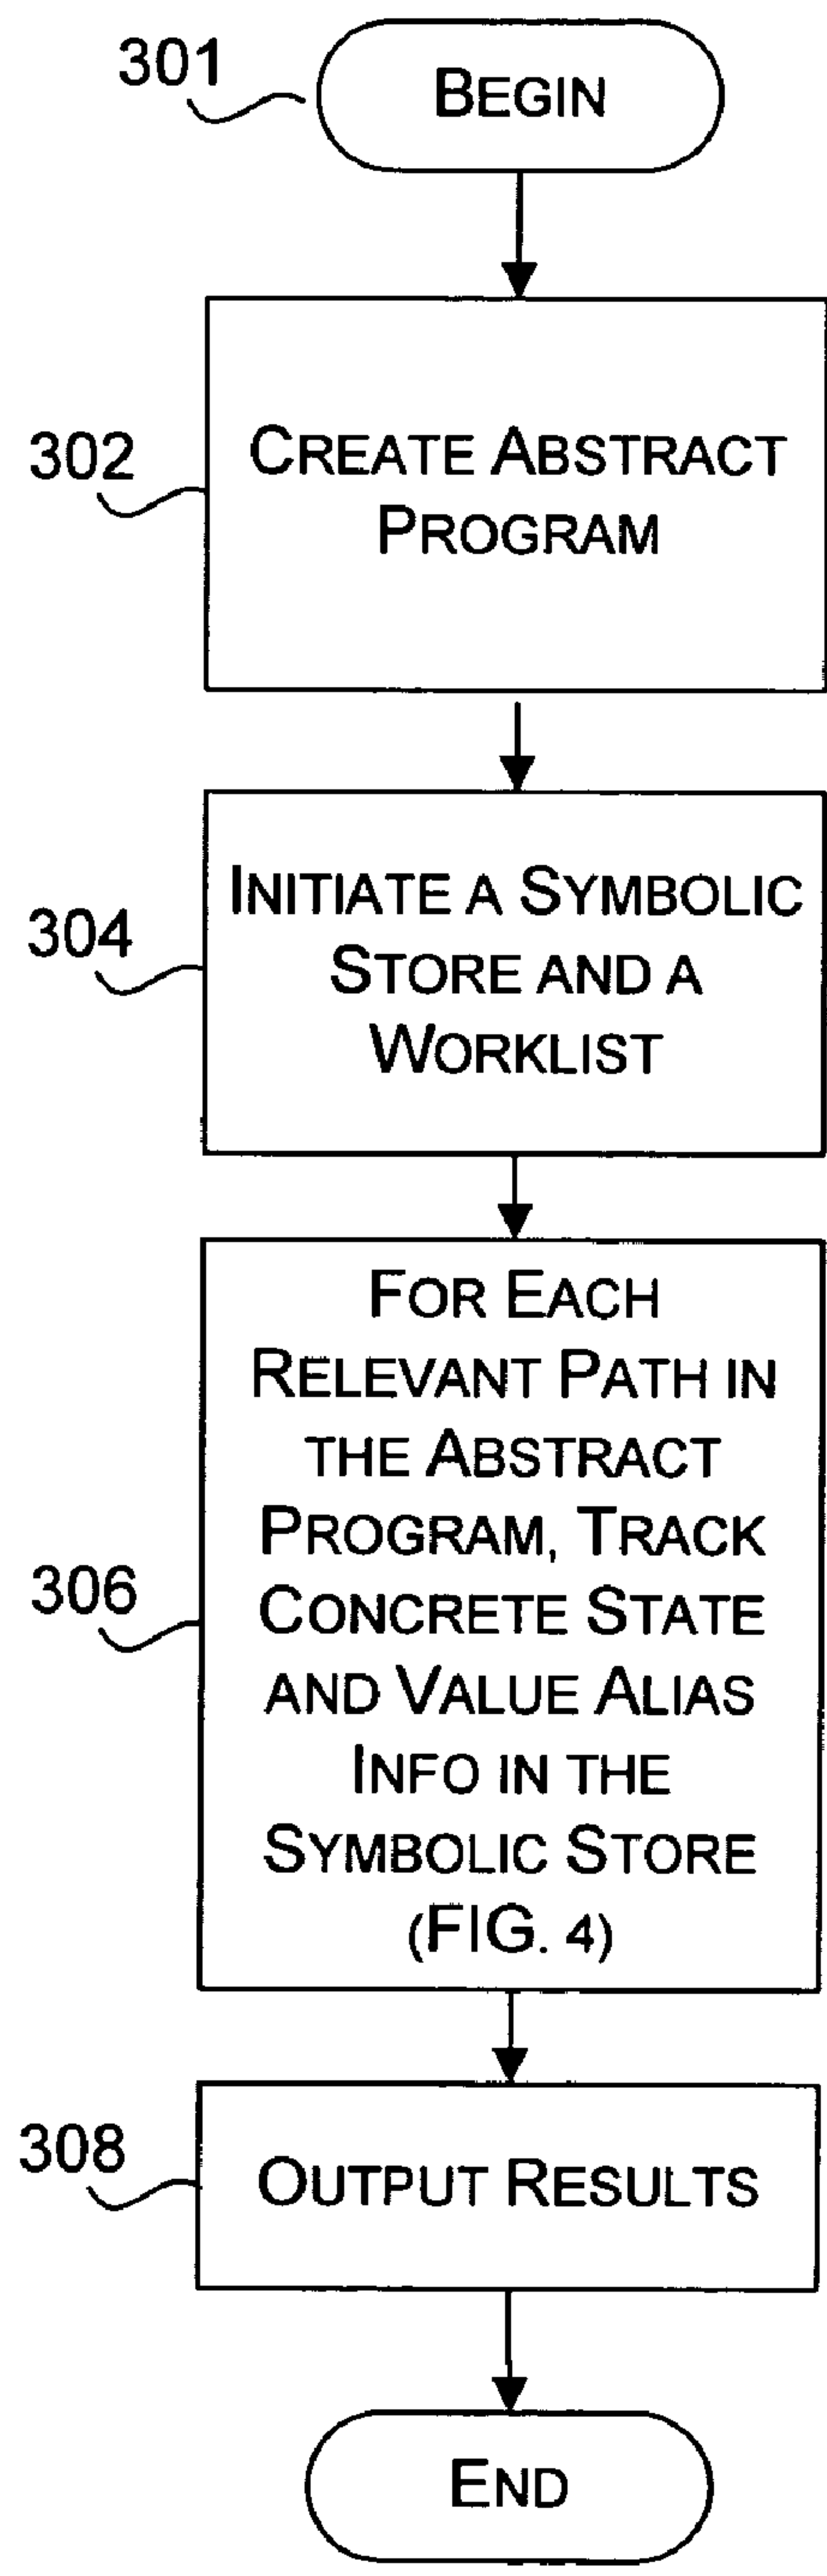 301
BEGIN
302
CREATE ABSTRACT
PROGRAM
304
INITIATE A SYMBOLIC
STORE AND A
WORKLIST
306
FOR EACH
RELEVANT PATH IN
THE ABSTRACT
PROGRAM, TRACK
CONCRETE STATE
AND VALUE ALIAS
INFO IN THE
SYMBOLIC STORE
(FIG. 4)
308
OUTPUT RESULTS
END